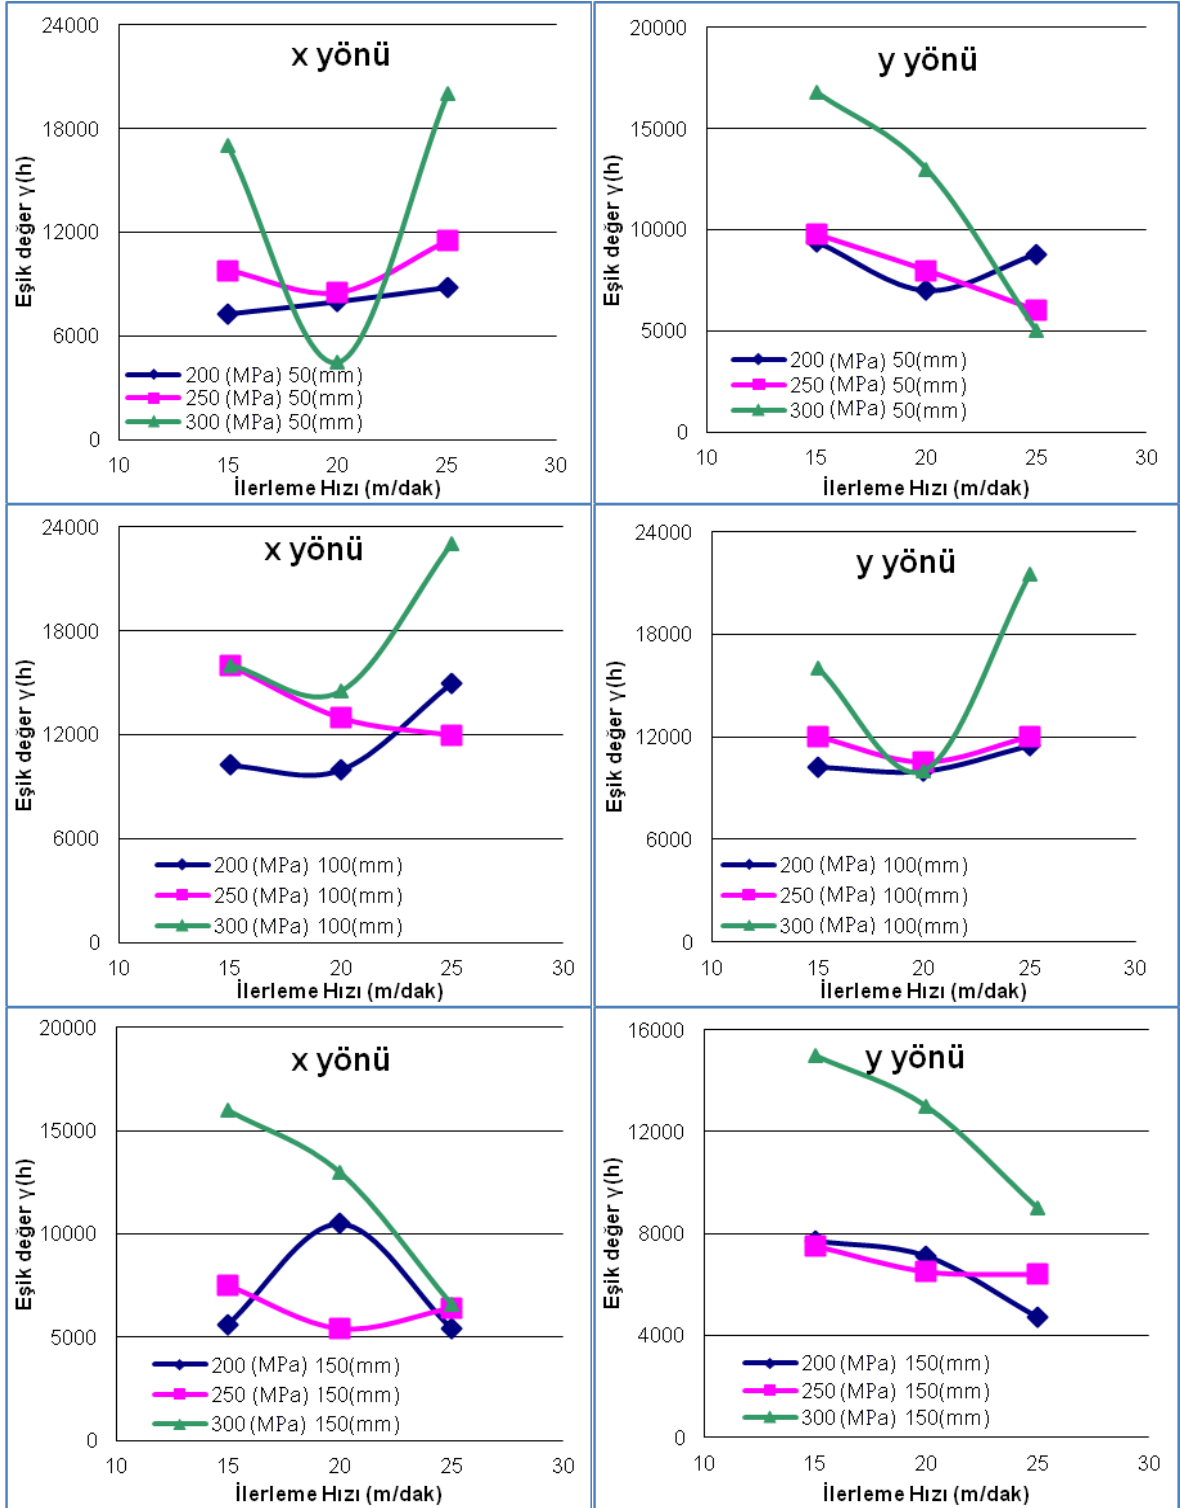 x yönü
Eşik değer γ(h)
24000
18000
12000
6000
0
200 (MPa) 50(mm)
250 (MPa) 50(mm)
300 (MPa) 50(mm)
10 15 20 25 30
İlerleme Hızı (m/dak)
y yönü
Eşik değer γ(h)
20000
15000
10000
5000
0
200 (MPa) 50(mm)
250 (MPa) 50(mm)
300 (MPa) 50(mm)
10 15 20 25 30
İlerleme Hızı (m/dak)
x yönü
Eşik değer γ(h)
24000
18000
12000
6000
0
200 (MPa) 100(mm)
250 (MPa) 100(mm)
300 (MPa) 100(mm)
10 15 20 25 30
İlerleme Hızı (m/dak)
y yönü
Eşik değer γ(h)
24000
18000
12000
6000
0
200 (MPa) 100(mm)
250 (MPa) 100(mm)
300 (MPa) 100(mm)
10 15 20 25 30
İlerleme Hızı (m/dak)
x yönü
Eşik değer γ(h)
20000
15000
10000
5000
0
200 (MPa) 150(mm)
250 (MPa) 150(mm)
300 (MPa) 150(mm)
10 15 20 25 30
İlerleme Hızı (m/dak)
y yönü
Eşik değer γ(h)
16000
12000
8000
4000
0
200 (MPa) 150(mm)
250 (MPa) 150(mm)
300 (MPa) 150(mm)
10 15 20 25 30
İlerleme Hızı (m/dak)